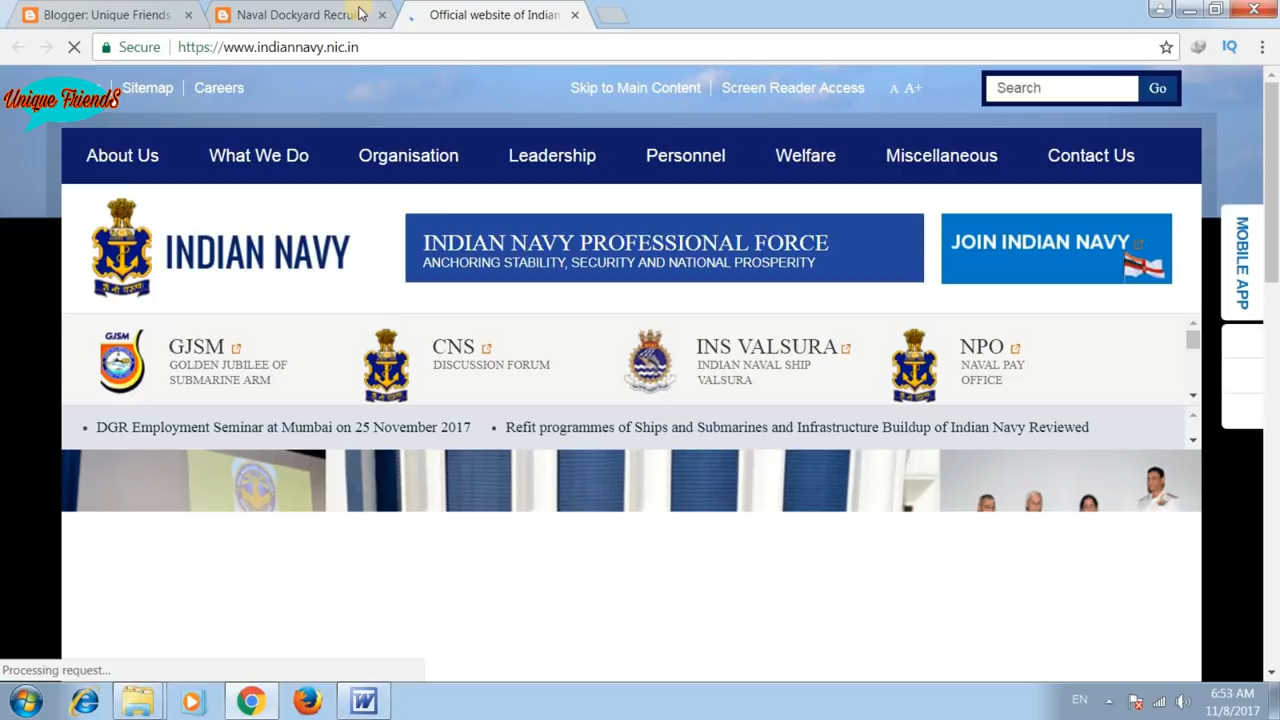 Blogger: Unique Friends
Naval Dockyard Recrui
Official website of Indian
Secure
https://www.indiannavy.nic.in
IQ
Unique FriendS
Sitemap
Careers
Skip to Main Content
Screen Reader Access
A A+
Search
Go
About Us
What We Do
Organisation
Leadership
Personnel
Welfare
Miscellaneous
Contact Us
INDIAN NAVY
INDIAN NAVY PROFESSIONAL FORCE
ANCHORING STABILITY, SECURITY AND NATIONAL PROSPERITY
JOIN INDIAN NAVY
MOBILE APP
GJSM
GJSM
GOLDEN JUBILEE OF
SUBMARINE ARM
CNS
DISCUSSION FORUM
INS VALSURA
INDIAN NAVAL SHIP
VALSURA
NPO
NAVAL PAY
OFFICE
DGR Employment Seminar at Mumbai on 25 November 2017
Refit programmes of Ships and Submarines and Infrastructure Buildup of Indian Navy Reviewed
Processing request...
EN
6:53 AM
11/8/2017